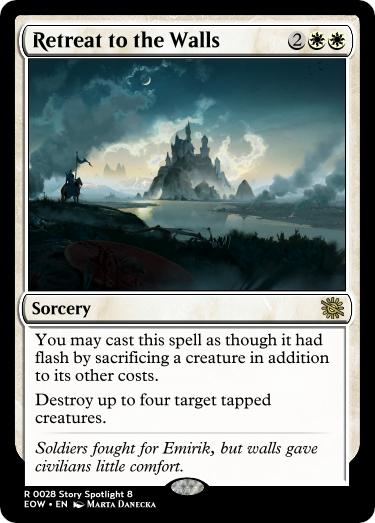 Retreat to the Walls 2
Sorcery
You may cast this spell as though it had
flash by sacrificing a creature in addition
to its other costs.
Destroy up to four target tapped
creatures.
Soldiers fought for Emirik, but walls gave
civilians little comfort.
R 0028 Story Spotlight 8
EOW • EN Marta Danecka